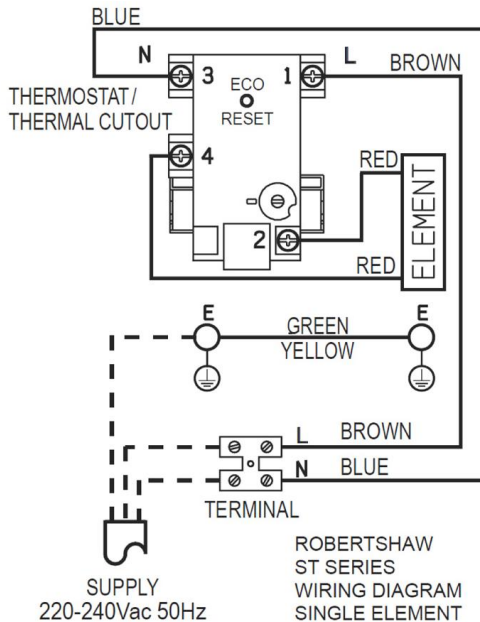 BLUE
N
L
BROWN
3
ECO
RESET
1
THERMOSTAT/
THERMAL CUTOUT
4
RED
ELEMENT
2
RED
E
GREEN
YELLOW
E
L
BROWN
N
BLUE
TERMINAL
SUPPLY
220-240Vac 50Hz
ROBERTSHAW
ST SERIES
WIRING DIAGRAM
SINGLE ELEMENT